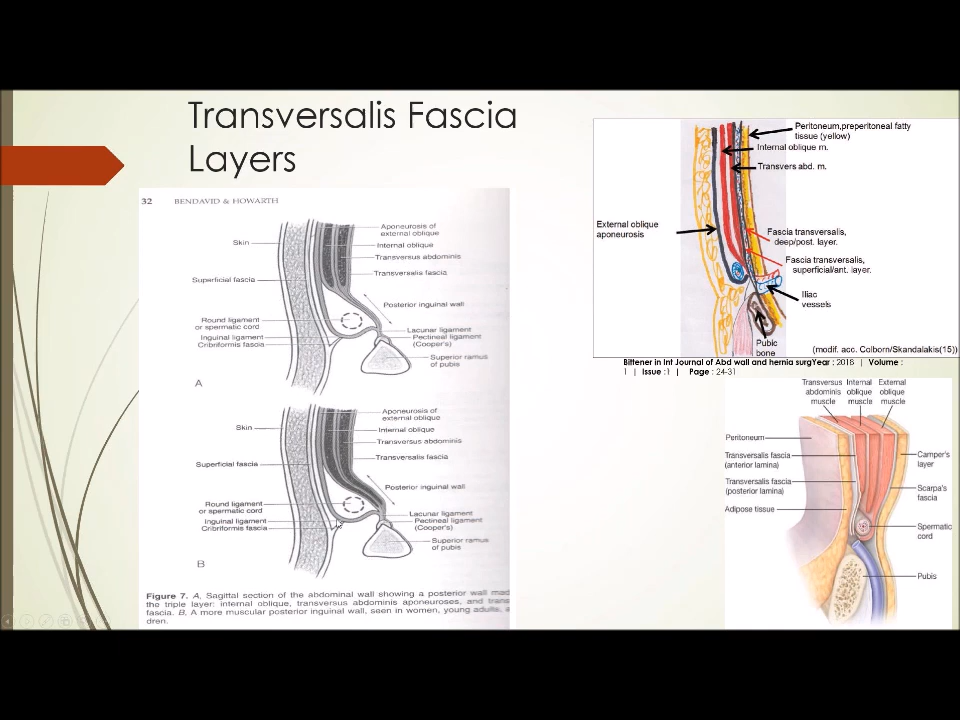 Transversalis Fascia
Layers
32 BENDAVID & HOWARTH
Skin
Superficial fascia
Round ligament
or spermatic cord
Inguinal ligament
Cribriformis fascia
Aponeurosis of
external oblique
Internal oblique
Transversus abdominis
Transversalis fascia
Posterior inguinal wall
Lacunar ligament
Pectineal ligament
(Cooper's)
Superior ramus
of pubis
A
Skin
Superficial fascia
Round ligament
or spermatic cord
Inguinal ligament
Cribriformis fascia
Aponeurosis of
external oblique
Internal oblique
Transversus abdominis
Transversalis fascia
Posterior inguinal wall
Lacunar ligament
Pectineal ligament
(Cooper's)
Superior ramus
of pubis
B
Figure 7. A, Sagittal section of the abdominal wall showing a posterior wall mad
the triple layer: internal oblique, transversus abdominis aponeuroses, and trans
fascia. B, A more muscular posterior inguinal wall, seen in women, young adults, a
dren.
Peritoneum,preperitoneal fatty
tissue (yellow)
Internal oblique m.
Transvers abd. m.
External oblique
aponeurosis
Fascia transversalis,
deep/post. layer.
Fascia transversalis,
superficial/ant. layer.
Iliac
vessels
Pubic
bone
(modif. acc. Colborn/Skandalakis(15))
Bittener in Int Journal of Abd wall and hernia surgYear : 2018 | Volume :
1 | Issue :1 | Page : 24-31
Transversus Internal External
abdominis oblique oblique
muscle muscle muscle
Peritoneum
Transversalis fascia
(anterior lamina)
Transversalis fascia
(posterior lamina)
Adipose tissue
Camper's
layer
Scarpa's
fascia
Spermatic
cord
Pubis